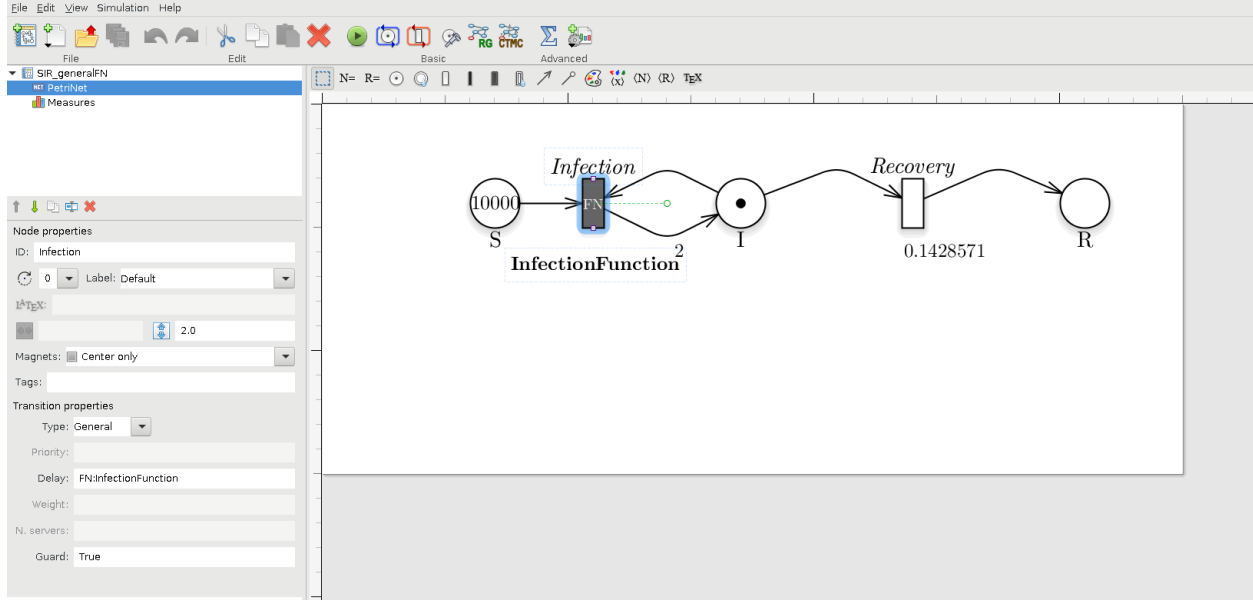 File Edit View Simulation Help
RG CTMC
File Edit Basic Advanced
SIR_generalFN
NET PetriNet
Measures
N= R= (X) (N) (R) TEX
Node properties
ID: Infection
0 Label: Default
LATEX:
2.0
Magnets: Center only
Tags:
Transition properties
Type: General
Priority:
Delay: FN:InfectionFunction
Weight:
N. servers:
Guard: True
Infection Recovery
10000 FN
S I R
2
InfectionFunction
0.1428571